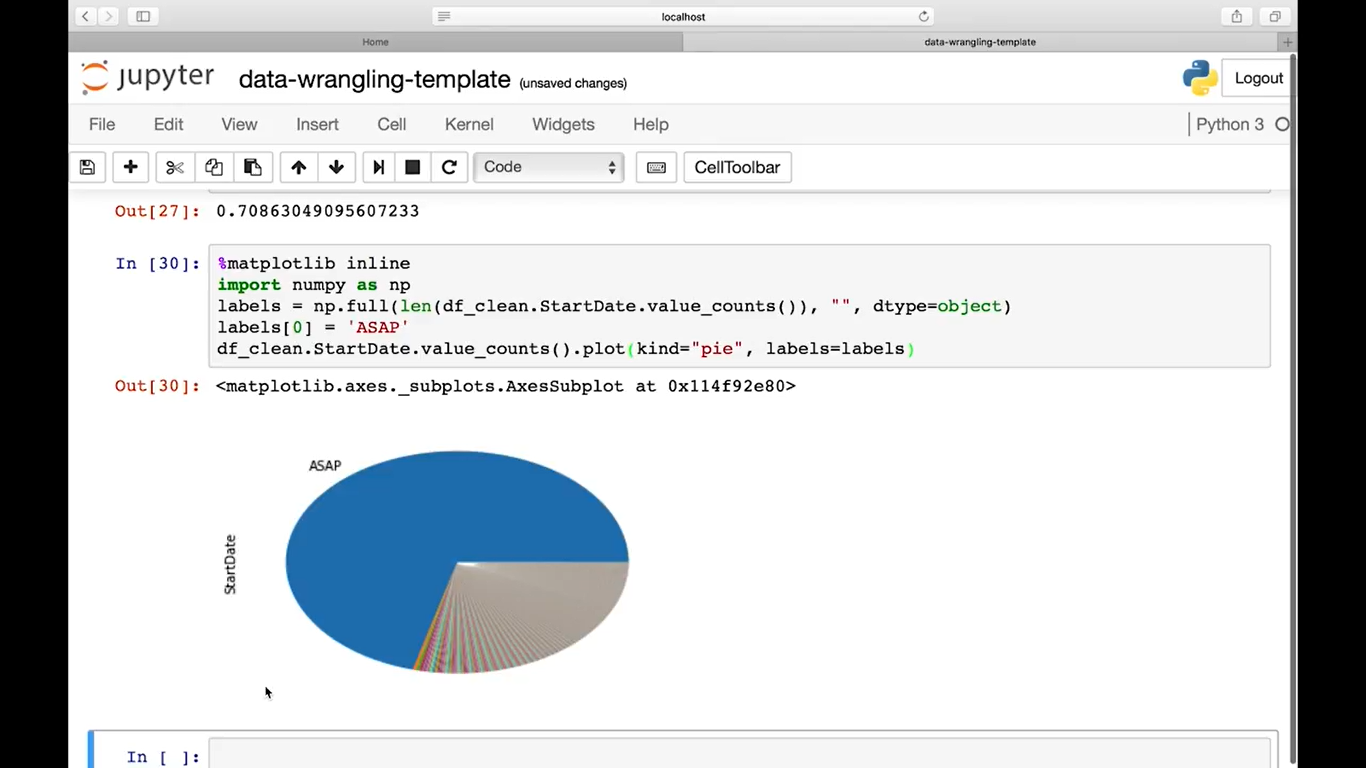 localhost
Home
data-wrangling-template
jupyter data-wrangling-template (unsaved changes)
Logout
File Edit View Insert Cell Kernel Widgets Help
Python 3
Code
CellToolbar
Out[27]: 0.70863049095607233
In [30]: %matplotlib inline
import numpy as np
labels = np.full(len(df_clean.StartDate.value_counts()), "", dtype=object)
labels[0] = 'ASAP'
df_clean.StartDate.value_counts().plot(kind="pie", labels=labels)
Out[30]: <matplotlib.axes._subplots.AxesSubplot at 0x114f92e80>
ASAP
StartDate
In [ ]: